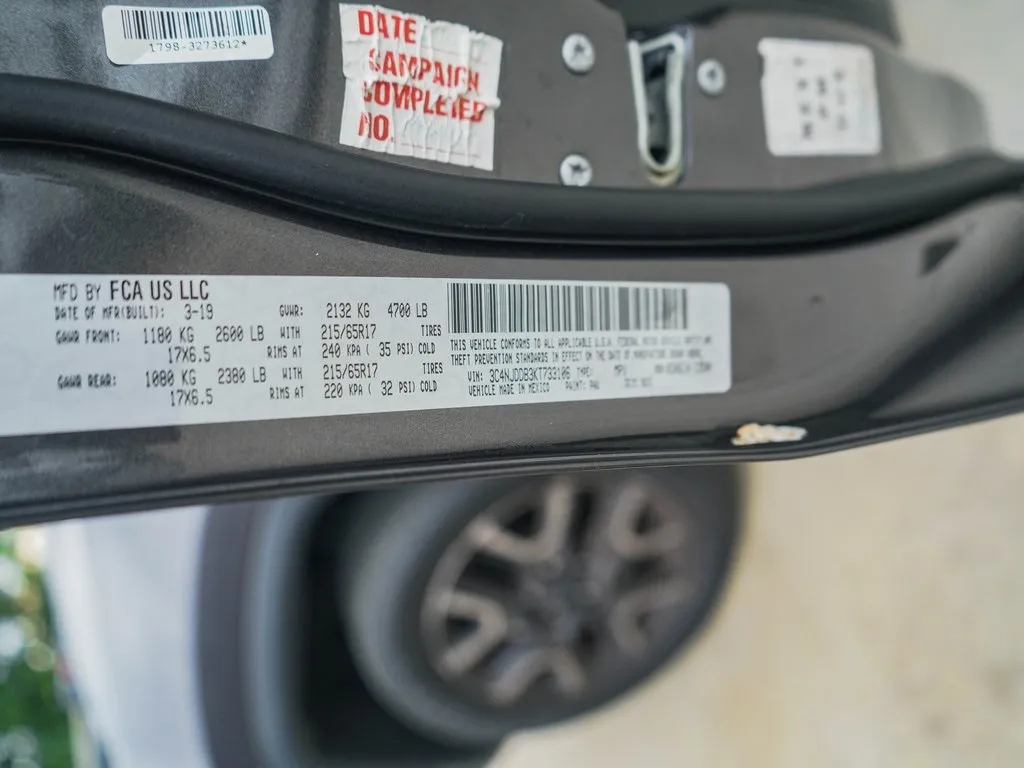 1798-3273612*
DATE
CAMPAIGN
COMPLETED
NO.
MFD BY FCA US LLC
DATE OF MFR(BUILT): 3-19 GVWR: 2132 KG 4700 LB
GAWR FRONT: 1180 KG 2600 LB WITH 215/65R17 TIRES
17X6.5 RIMS AT 240 KPA ( 35 PSI) COLD
GAWR REAR: 1080 KG 2380 LB WITH 215/65R17 TIRES
17X6.5 RIMS AT 220 KPA ( 32 PSI) COLD
THIS VEHICLE CONFORMS TO ALL APPLICABLE U.S.A. FEDERAL MOTOR VEHICLE SAFETY AND
THEFT PREVENTION STANDARDS IN EFFECT ON THE DATE OF MANUFACTURE SHOWN ABOVE.
VIN: 3C4NJDDB3KT733106 TYPE: MPV
VEHICLE MADE IN MEXICO PAINT: